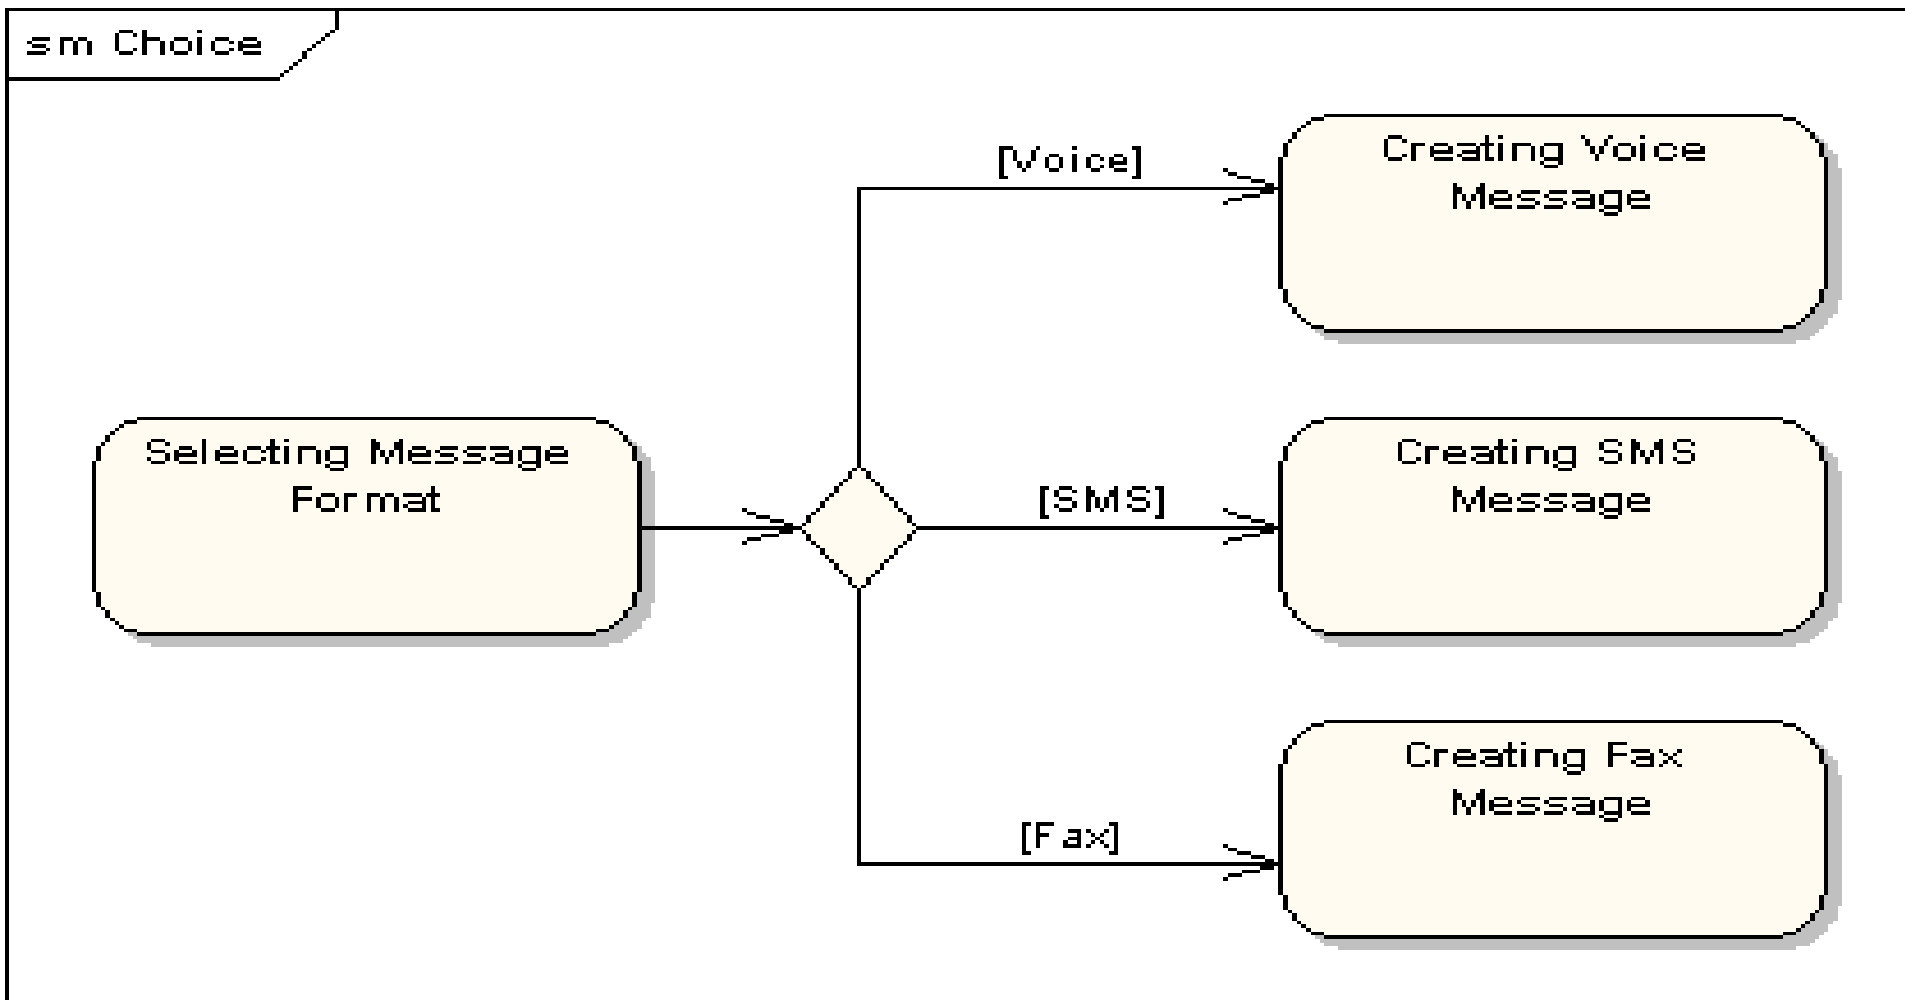 sm Choice
[Voice]
Creating Voice
Message
Selecting Message
Format
[SMS]
Creating SMS
Message
[Fax]
Creating Fax
Message